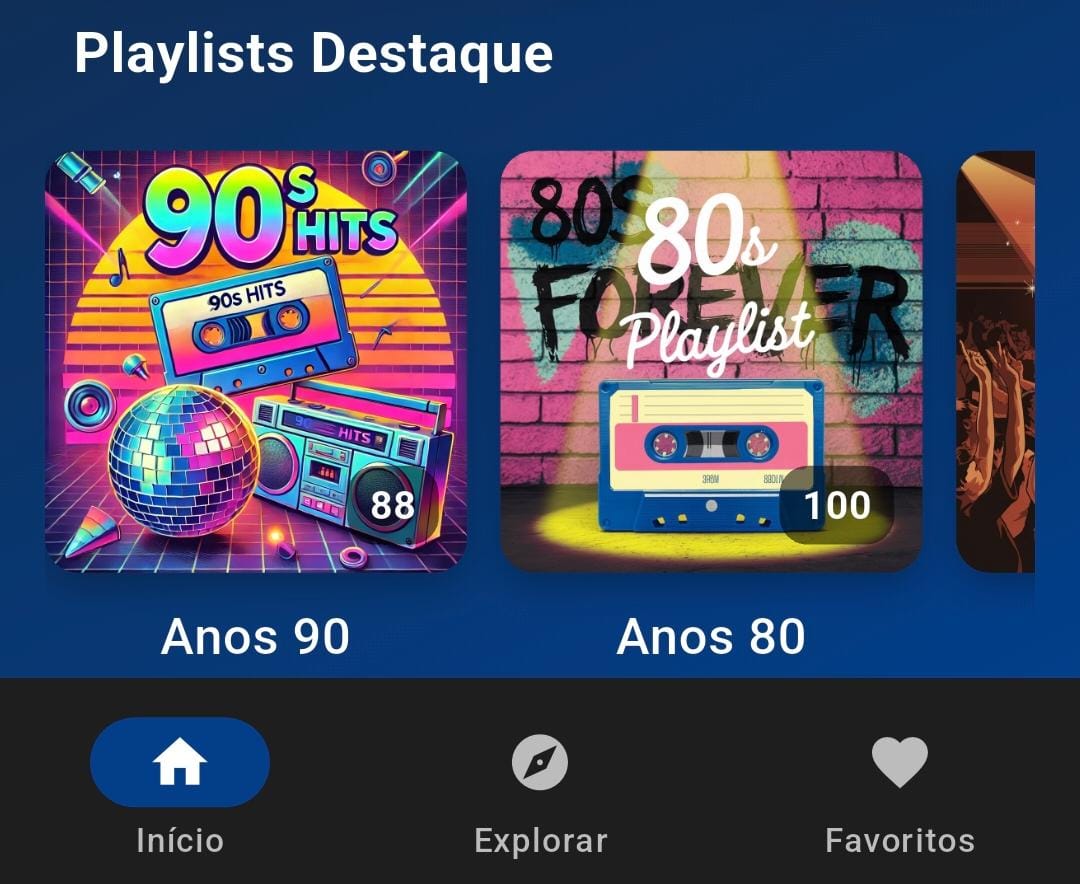 Playlists Destaque
90s HITS
90s HITS
90 HITS
88
80s
FOREVER
80s
Playlist
100
Anos 90
Anos 80
Início
Explorar
Favoritos